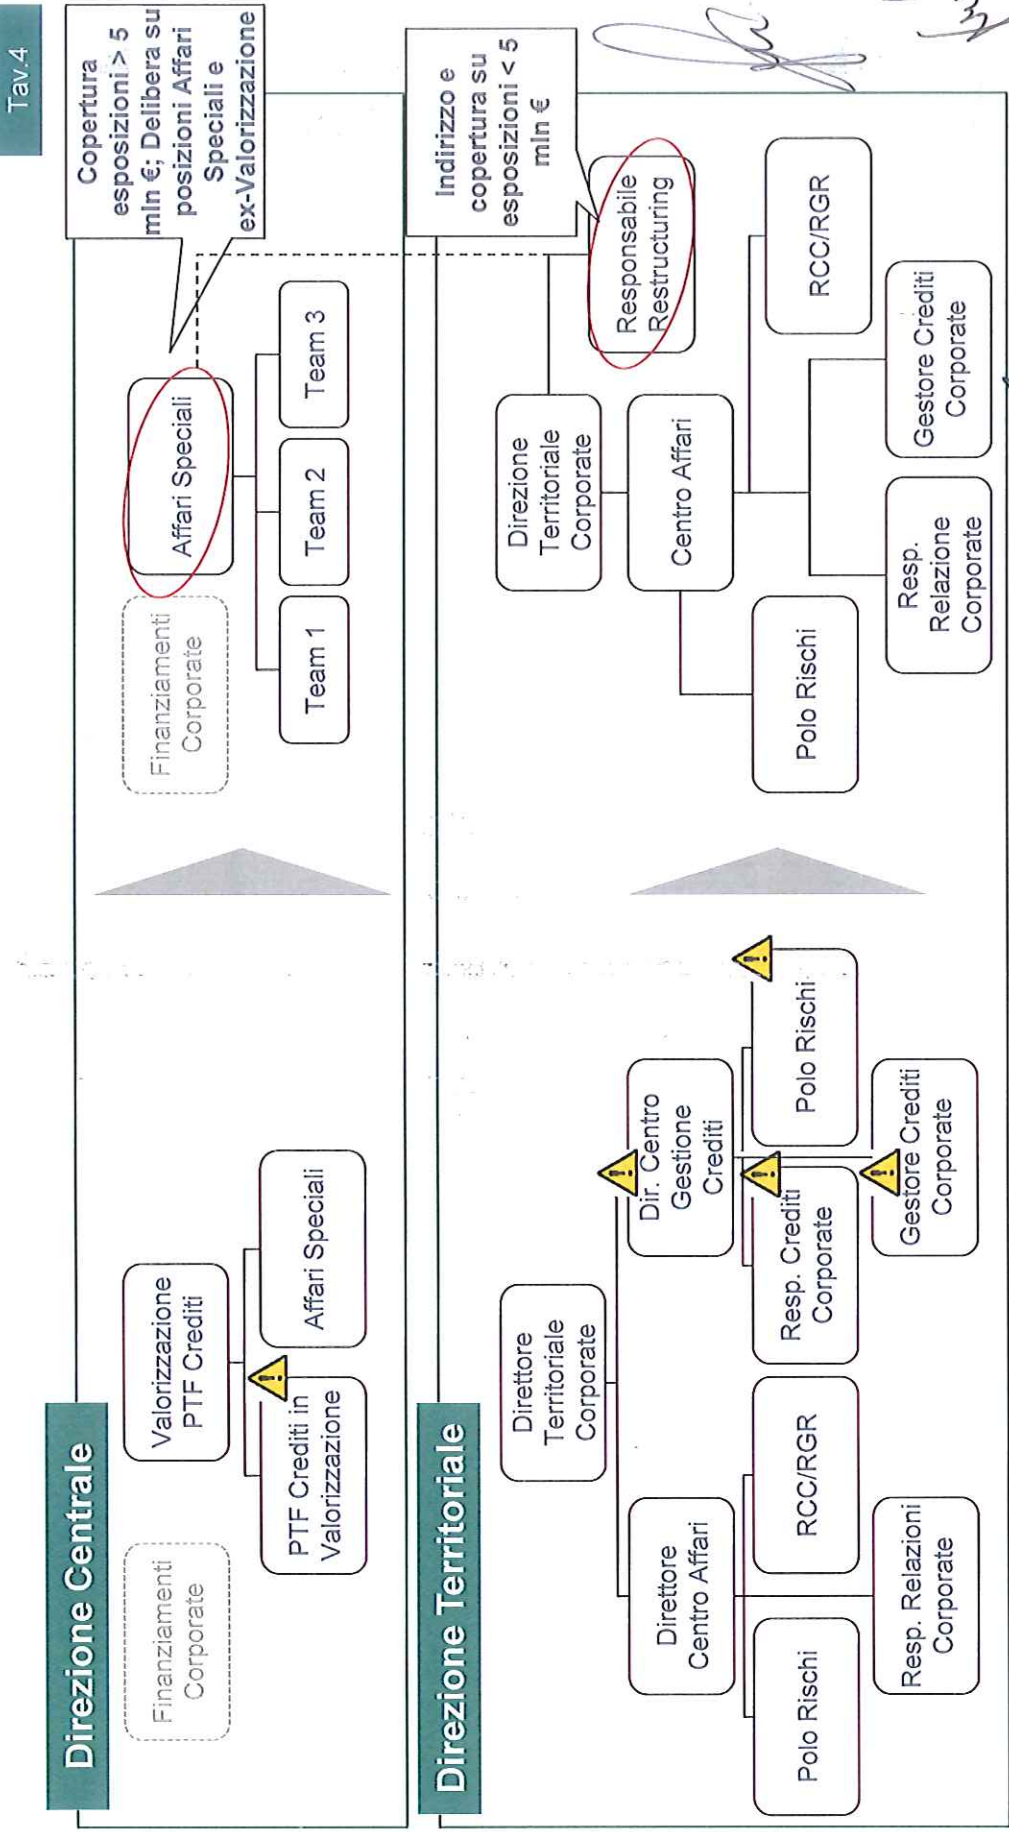 Tav.4
Direzione Centrale
Finanziamenti
Corporate
Valorizzazione
PTF Crediti
PTF Crediti in
Valorizzazione
Affari Speciali
Finanziamenti
Corporate
Affari Speciali
Team 1
Team 2
Team 3
Copertura
esposizioni > 5
mln €; Delibera su
posizioni Affari
Speciali e
ex-Valorizzazione
Direzione Territoriale
Direttore
Territoriale
Corporate
Direttore
Centro Affari
Dir. Centro
Gestione
Crediti
Polo Rischi
RCC/RGR
Resp. Crediti
Corporate
Polo Rischi
Resp. Relazioni
Corporate
Gestore Crediti
Corporate
Indirizzo e
copertura su
esposizioni < 5
mln €
Direzione
Territoriale
Corporate
Responsabile
Restructuring
Centro Affari
Polo Rischi
RCC/RGR
Resp.
Relazione
Corporate
Gestore Crediti
Corporate